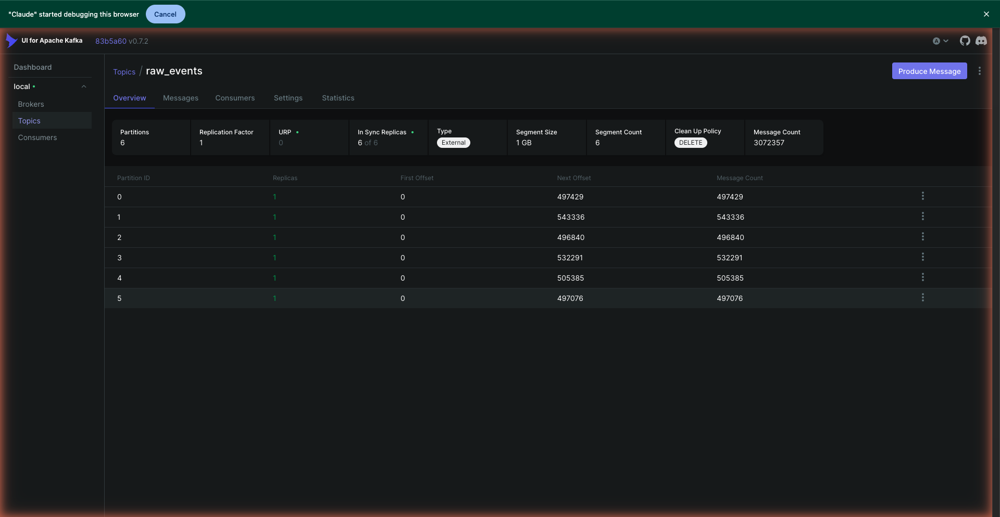 "Claude" started debugging this browser Cancel
UI for Apache Kafka 83b5a60 v0.7.2 A
Dashboard
local
Brokers
Topics
Consumers
Topics / raw_events Produce Message
Overview Messages Consumers Settings Statistics
Partitions Replication Factor URP In Sync Replicas Type Segment Size Segment Count Clean Up Policy Message Count
6 1 0 6 of 6 External 1 GB 6 DELETE 3072357
Partition ID Replicas First Offset Next Offset Message Count
0 1 0 497429 497429
1 1 0 543336 543336
2 1 0 496840 496840
3 1 0 532291 532291
4 1 0 505385 505385
5 1 0 497076 497076